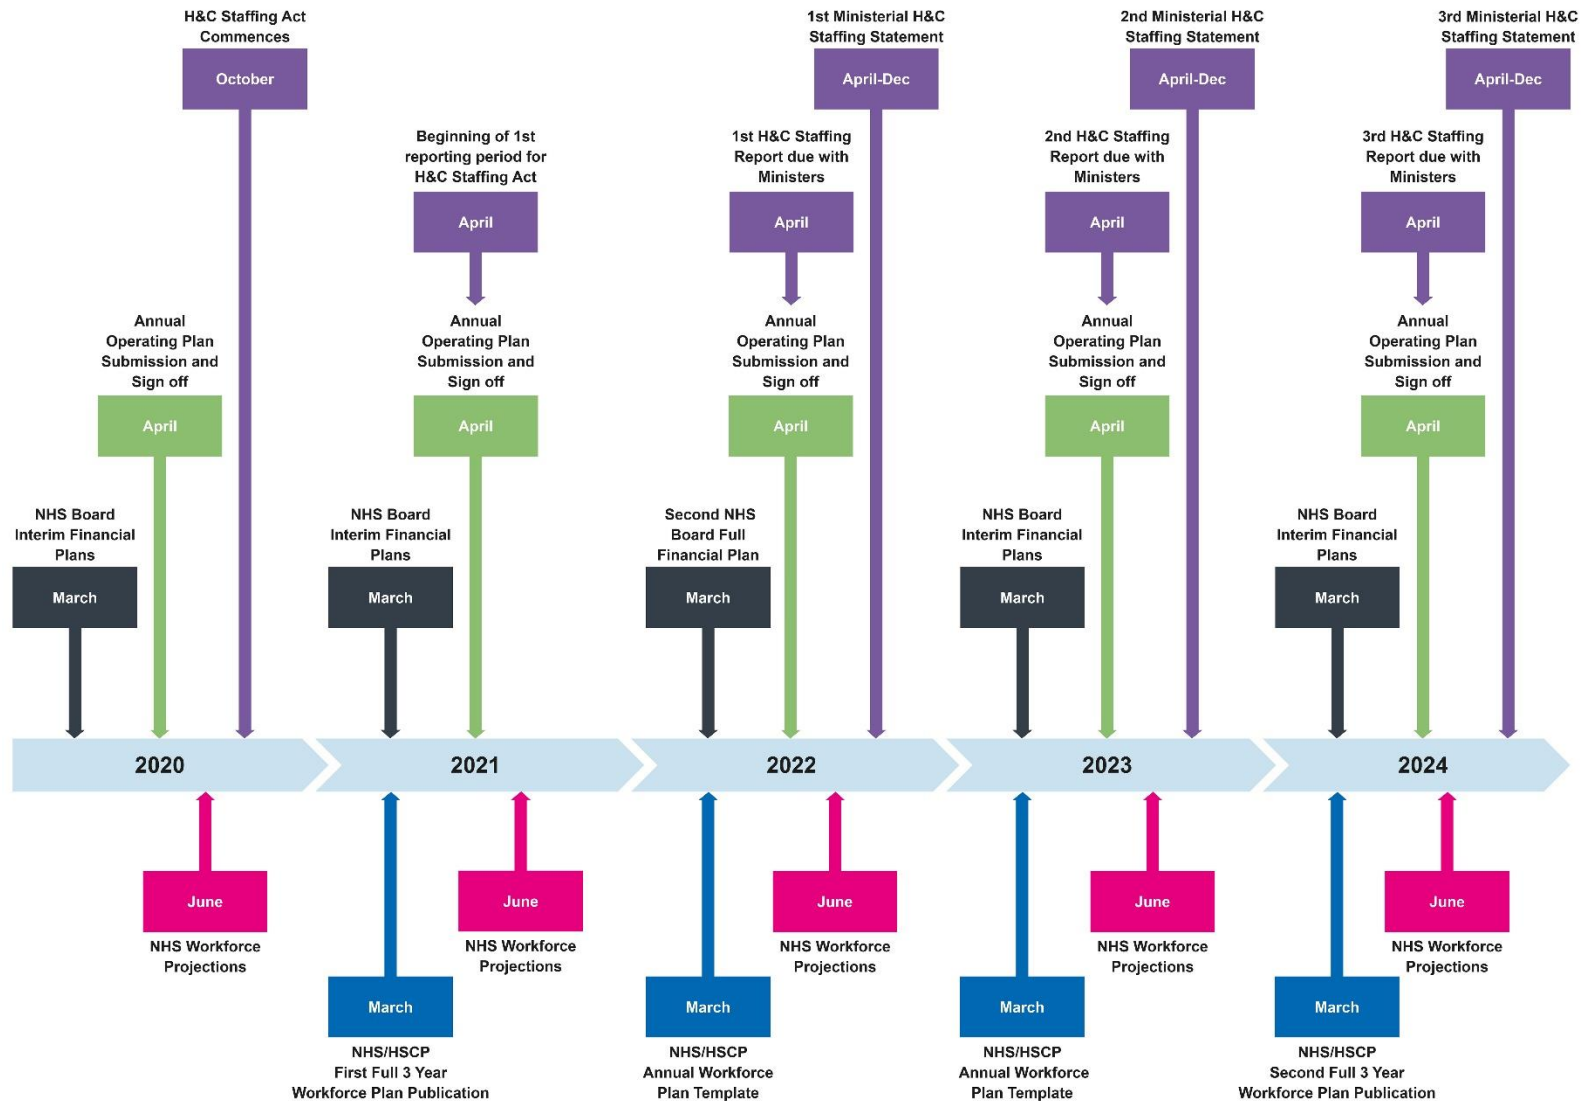 H&C Staffing Act
Commences
October
1st Ministerial H&C
Staffing Statement
April-Dec
2nd Ministerial H&C
Staffing Statement
April-Dec
3rd Ministerial H&C
Staffing Statement
April-Dec
Beginning of 1st
reporting period for
H&C Staffing Act
April
1st H&C Staffing
Report due with
Ministers
April
2nd H&C Staffing
Report due with
Ministers
April
3rd H&C Staffing
Report due with
Ministers
April
Annual
Operating Plan
Submission and
Sign off
April
Annual
Operating Plan
Submission and
Sign off
April
Annual
Operating Plan
Submission and
Sign off
April
Annual
Operating Plan
Submission and
Sign off
April
Annual
Operating Plan
Submission and
Sign off
April
NHS Board
Interim Financial
Plans
March
NHS Board
Interim Financial
Plans
March
Second NHS
Board Full
Financial Plan
March
NHS Board
Interim Financial
Plans
March
NHS Board
Interim Financial
Plans
March
2020
2021
2022
2023
2024
June
NHS Workforce
Projections
June
NHS Workforce
Projections
June
NHS Workforce
Projections
June
NHS Workforce
Projections
June
NHS Workforce
Projections
March
NHS/HSCP
First Full 3 Year
Workforce Plan Publication
March
NHS/HSCP
Annual Workforce
Plan Template
March
NHS/HSCP
Annual Workforce
Plan Template
March
NHS/HSCP
Second Full 3 Year
Workforce Plan Publication